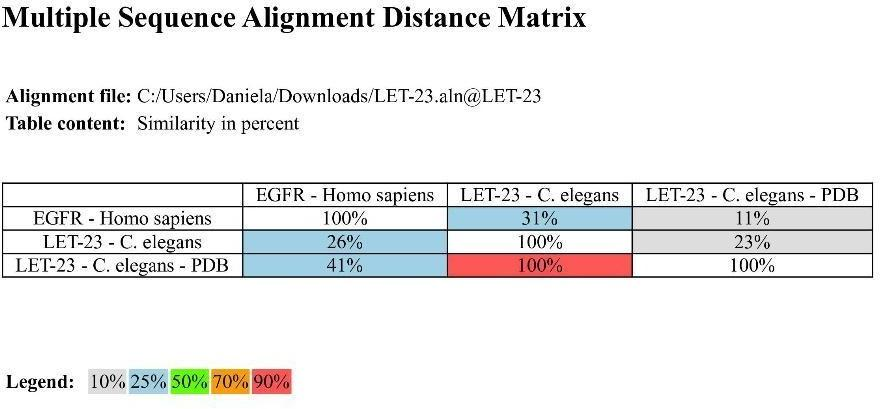 Multiple Sequence Alignment Distance Matrix
Alignment file: C:/Users/Daniela/Downloads/LET-23.aln@LET-23
Table content: Similarity in percent
EGFR - Homo sapiens LET-23 - C. elegans LET-23 - C. elegans - PDB
EGFR - Homo sapiens 100% 31% 11%
LET-23 - C. elegans 26% 100% 23%
LET-23 - C. elegans - PDB 41% 100% 100%
Legend: 10% 25% 50% 70% 90%